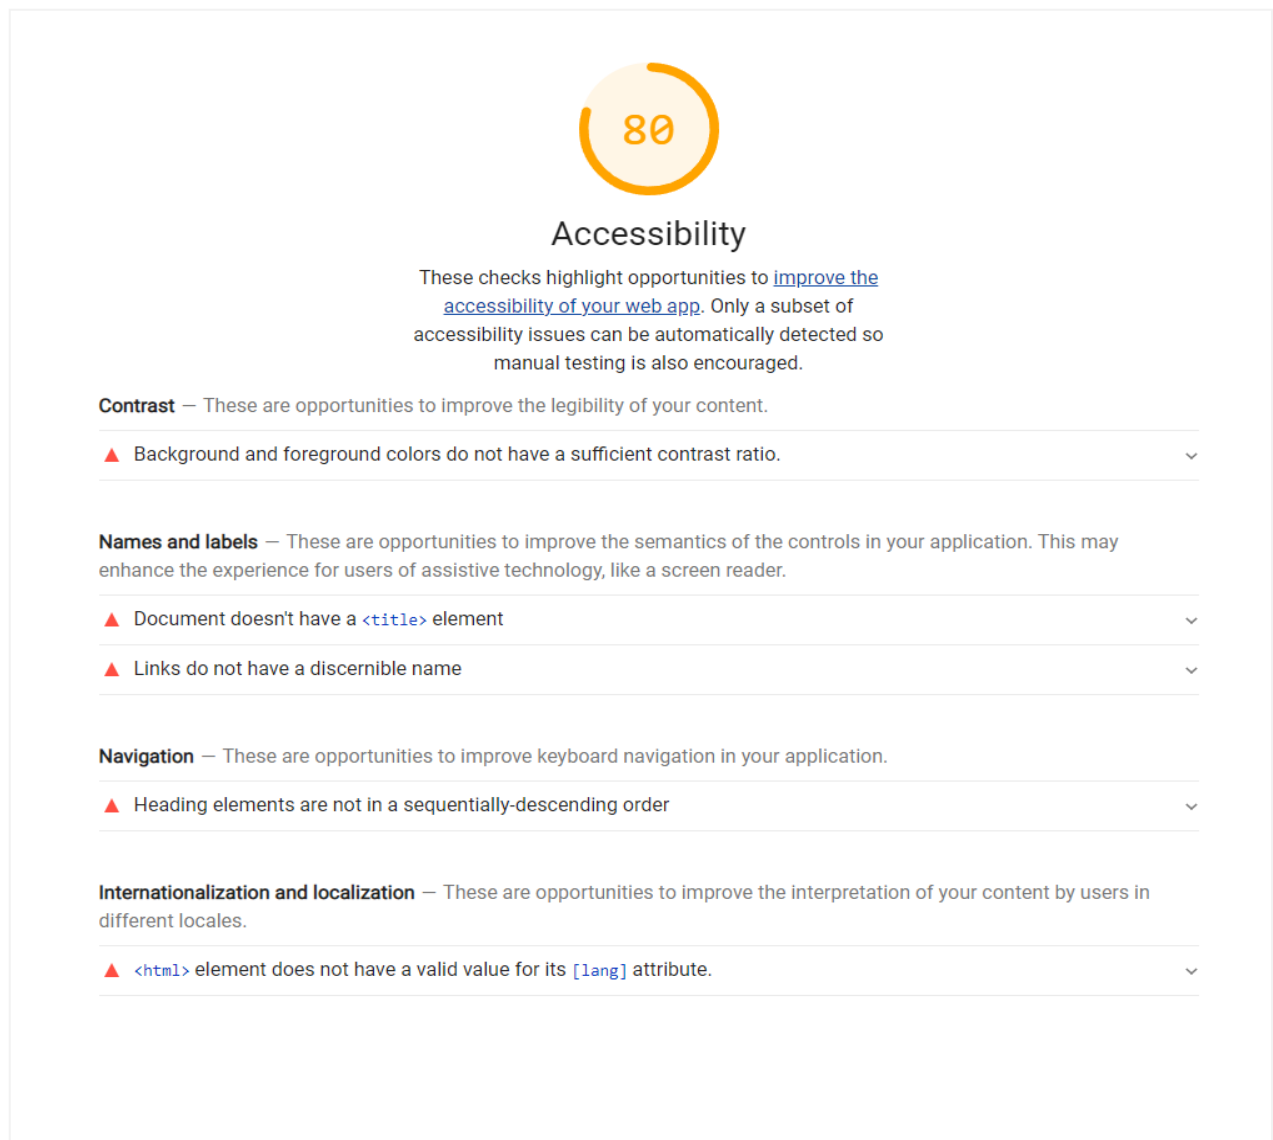 80
Accessibility
These checks highlight opportunities to improve the
accessibility of your web app. Only a subset of
accessibility issues can be automatically detected so
manual testing is also encouraged.
Contrast — These are opportunities to improve the legibility of your content.
Background and foreground colors do not have a sufficient contrast ratio.
Names and labels — These are opportunities to improve the semantics of the controls in your application. This may
enhance the experience for users of assistive technology, like a screen reader.
Document doesn't have a <title> element
Links do not have a discernible name
Navigation — These are opportunities to improve keyboard navigation in your application.
Heading elements are not in a sequentially-descending order
Internationalization and localization — These are opportunities to improve the interpretation of your content by users in
different locales.
<html> element does not have a valid value for its [lang] attribute.